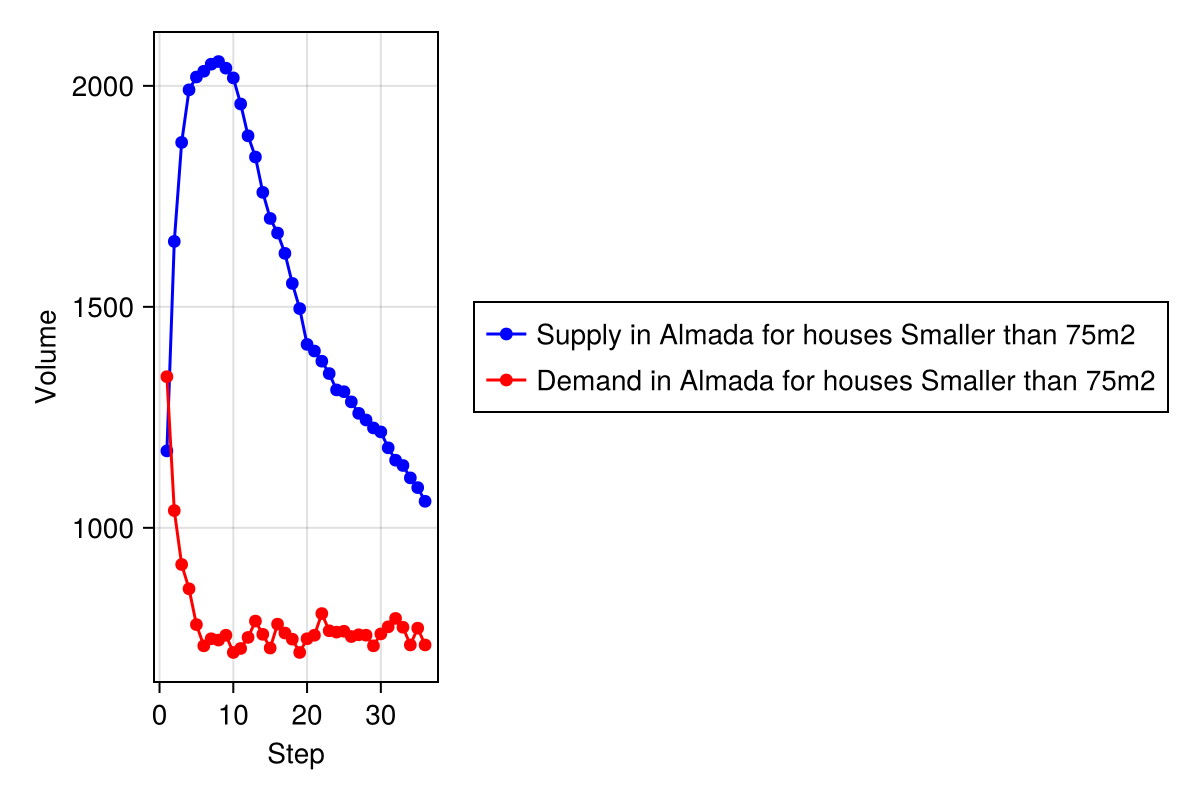 2000
1500
1000
Volume
0 10 20 30
Step
Supply in Almada for houses Smaller than 75m2
Demand in Almada for houses Smaller than 75m2